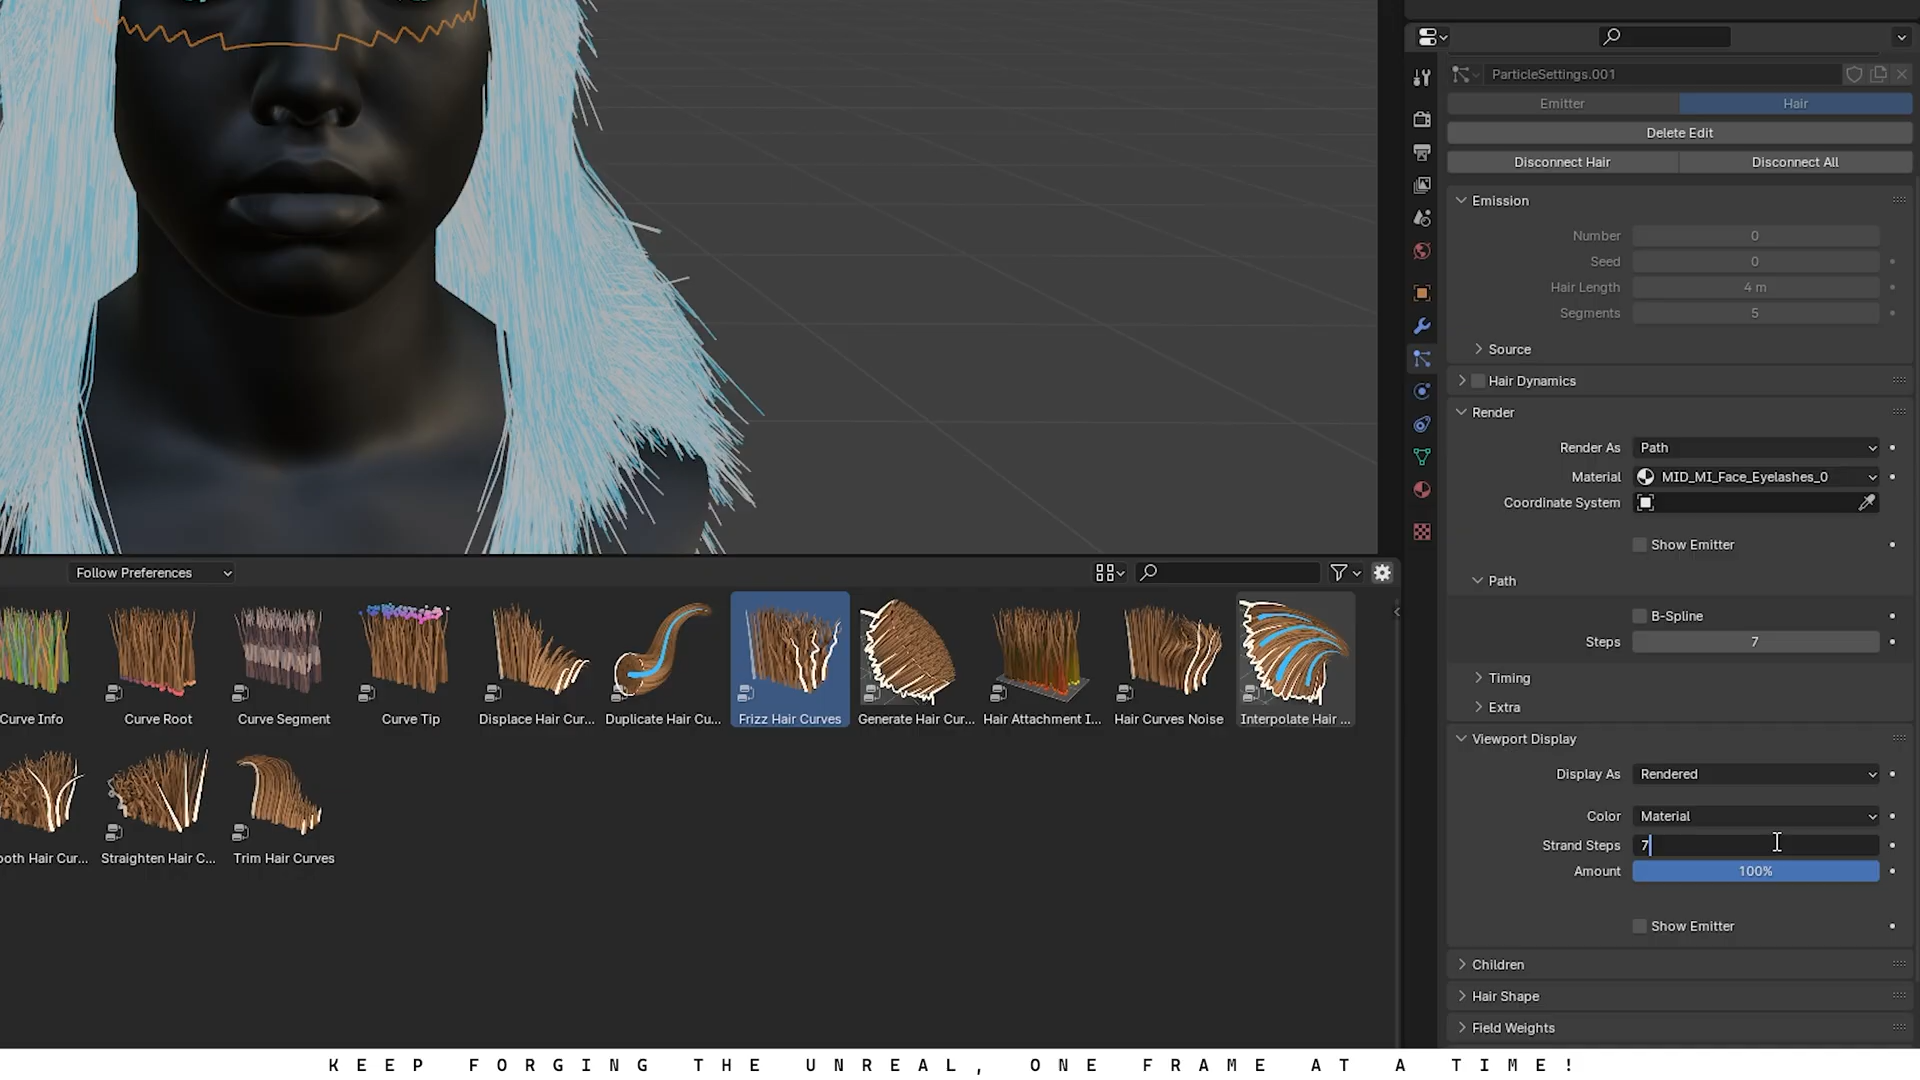 ParticleSettings.001
Emitter
Hair
Delete Edit
Disconnect Hair
Disconnect All
Emission
Number 0
Seed 0
Hair Length 4 m
Segments 5
Source
Hair Dynamics
Render
Render As Path
Material MID_MI_Face_Eyelashes_0
Coordinate System
Show Emitter
Path
B-Spline
Steps 7
Timing
Extra
Viewport Display
Display As Rendered
Color Material
Strand Steps 7
Amount 100%
Show Emitter
Children
Hair Shape
Field Weights
Follow Preferences
Curve Info
Curve Root
Curve Segment
Curve Tip
Displace Hair Cur...
Duplicate Hair Cu...
Frizz Hair Curves
Generate Hair Cur...
Hair Attachment I...
Hair Curves Noise
Interpolate Hair ...
ooth Hair Cur...
Straighten Hair C...
Trim Hair Curves
KEEP FORGING THE UNREAL, ONE FRAME AT A TIME!